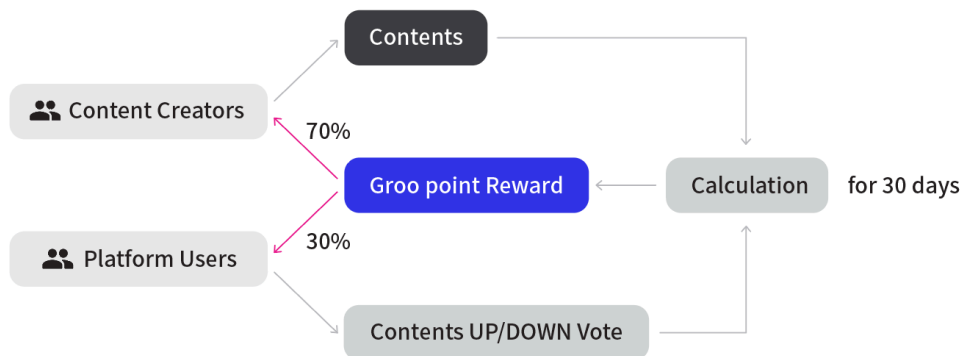 Contents
Content Creators
70%
Groo point Reward
Calculation
for 30 days
30%
Platform Users
Contents UP/DOWN Vote